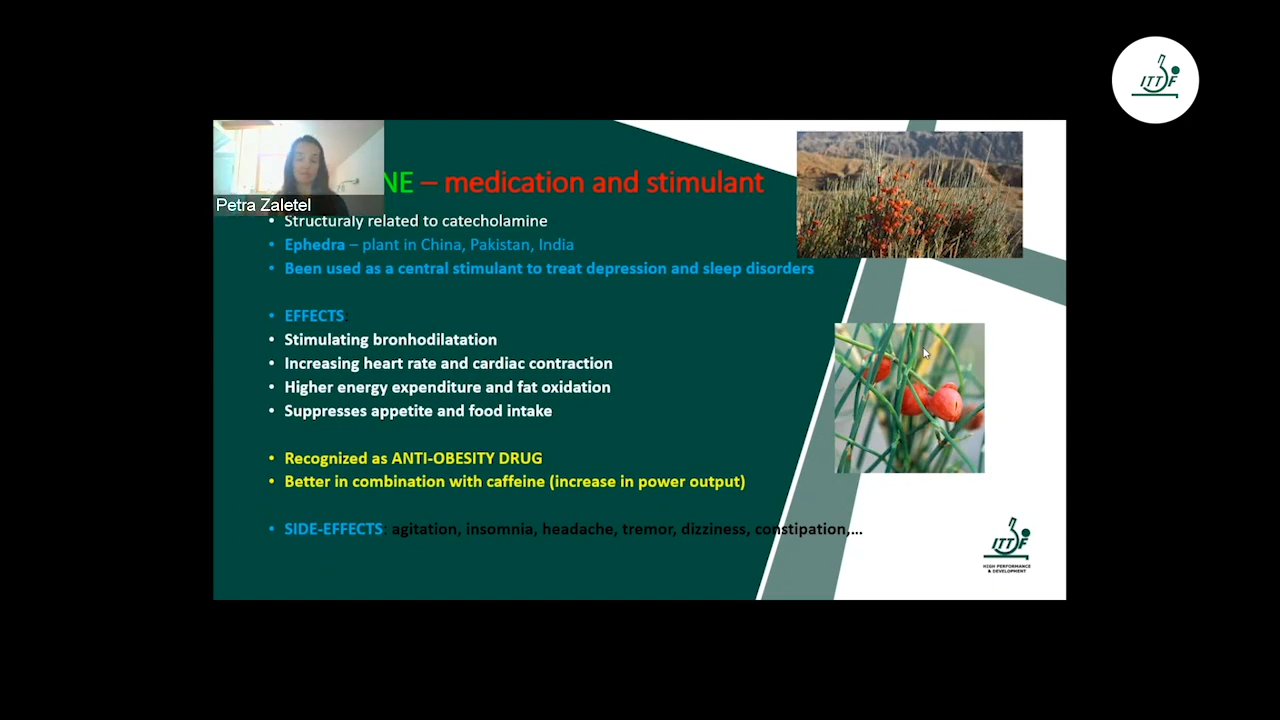 ITTF
NE – medication and stimulant
Petra Zaletel
• Structuraly related to catecholamine
• Ephedra – plant in China, Pakistan, India
• Been used as a central stimulant to treat depression and sleep disorders
• EFFECTS:
• Stimulating bronhodilatation
• Increasing heart rate and cardiac contraction
• Higher energy expenditure and fat oxidation
• Suppresses appetite and food intake
• Recognized as ANTI-OBESITY DRUG
• Better in combination with caffeine (increase in power output)
• SIDE-EFFECTS: agitation, insomnia, headache, tremor, dizziness, constipation,...
ITTF
HIGH PERFORMANCE
& DEVELOPMENT